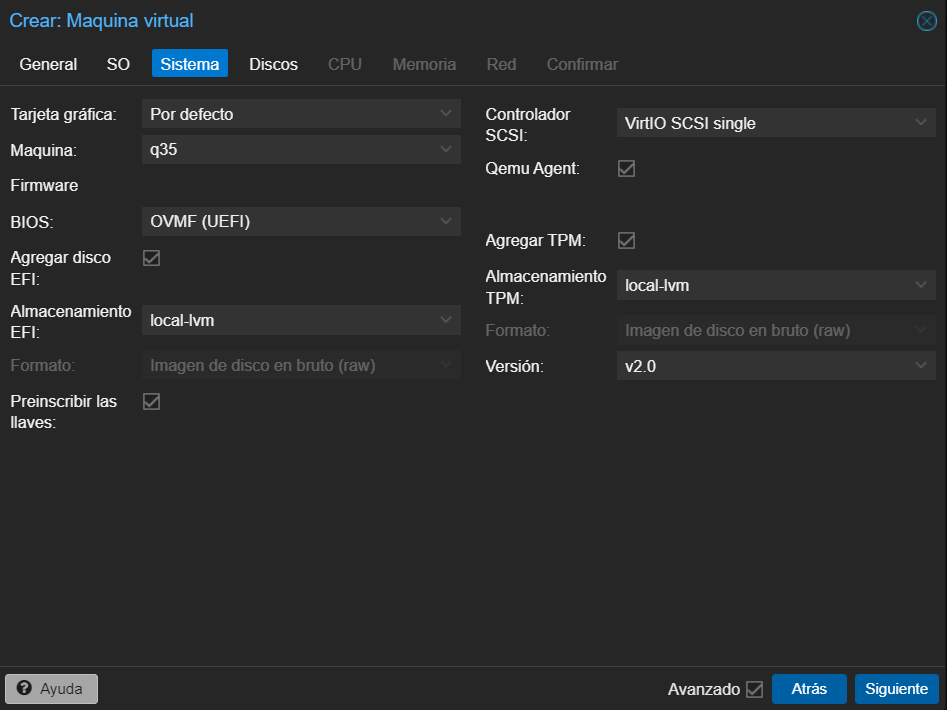 Crear: Maquina virtual
General SO Sistema Discos CPU Memoria Red Confirmar
Tarjeta gráfica: Por defecto
Maquina: q35
Firmware
BIOS: OVMF (UEFI)
Agregar disco
EFI:
Almacenamiento
EFI: local-lvm
Formato: Imagen de disco en bruto (raw)
Preinscribir las
llaves:
Controlador
SCSI: VirtIO SCSI single
Qemu Agent:
Agregar TPM:
Almacenamiento
TPM: local-lvm
Formato: Imagen de disco en bruto (raw)
Versión: v2.0
Ayuda Avanzado Atrás Siguiente